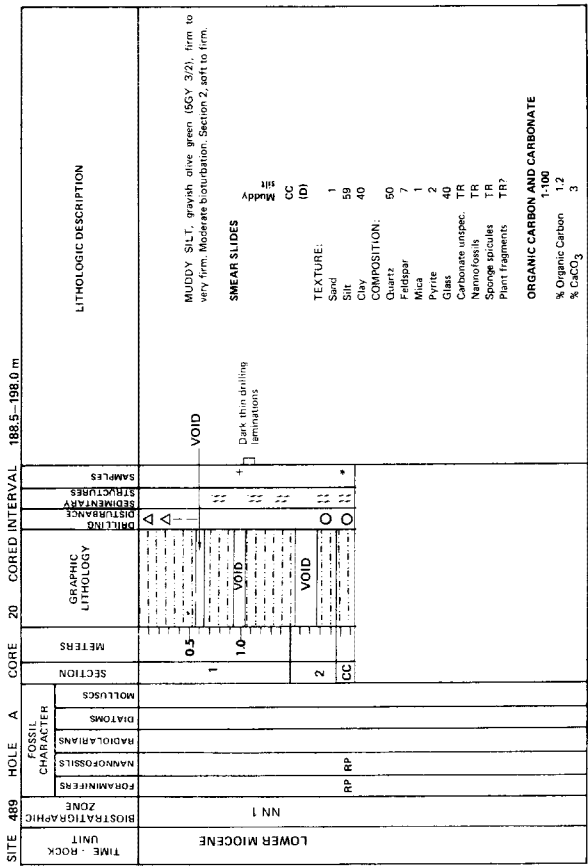 SITE 489 HOLE A CORE 20 CORED INTERVAL 188.5–198.0 m
TIME - ROCK UNIT
BIOSTRATIGRAPHIC ZONE
FOSSIL CHARACTER
FORAMINIFERS
NANNOFOSSILS
RADIOLARIANS
DIATOMS
MOLLUSCS
SECTION
METERS
GRAPHIC LITHOLOGY
DRILLING DISTURBANCE
SEDIMENTARY STRUCTURES
SAMPLES
LITHOLOGIC DESCRIPTION
LOWER MIOCENE
NN 1
RP RP
1
2
CC
0.5
1.0
VOID
VOID
VOID
+
*
Dark thin drilling
laminations
MUDDY SILT, grayish olive green (5GY 3/2), firm to
very firm. Moderate bioturbation. Section 2, soft to firm.
SMEAR SLIDES
Muddy
silt
CC
(D)
TEXTURE:
Sand 1
Silt 59
Clay 40
COMPOSITION:
Quartz 50
Feldspar 7
Mica 1
Pyrite 2
Glass 40
Carbonate unspec. TR
Nannofossils TR
Sponge spicules TR
Plant fragments TR?
ORGANIC CARBON AND CARBONATE
1-100
% Organic Carbon 1.2
% CaCO3 3